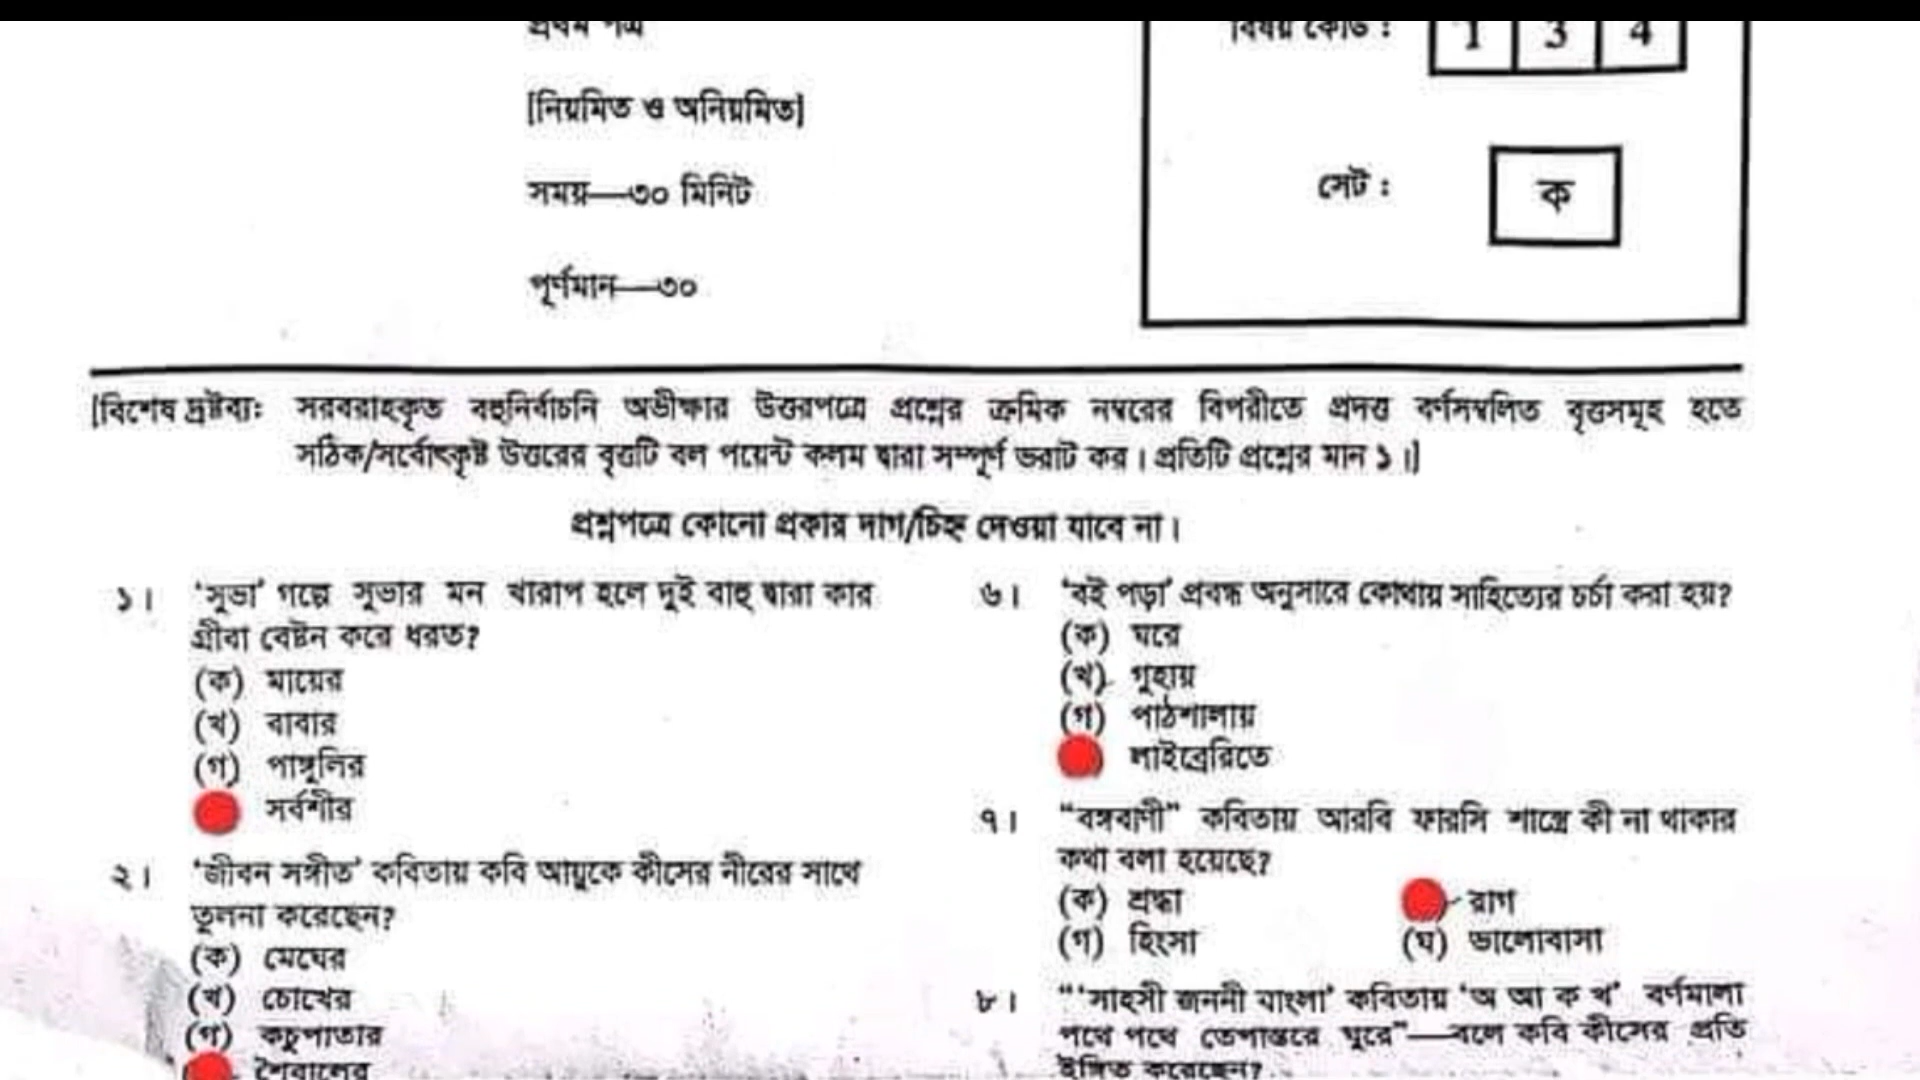 প্রথম পত্র
[নিয়মিত ও অনিয়মিত]
সময়—৩০ মিনিট
পূর্ণমান—৩০
বিষয় কোড : 1 3 4
সেট : ক
[বিশেষ দ্রষ্টব্যঃ সরবরাহকৃত বহুনির্বাচনি অভীক্ষার উত্তরপত্রে প্রশ্নের ক্রমিক নম্বরের বিপরীতে প্রদত্ত বর্ণসম্বলিত বৃত্তসমূহ হতে
সঠিক/সর্বোৎকৃষ্ট উত্তরের বৃত্তটি বল পয়েন্ট কলম দ্বারা সম্পূর্ণ ভরাট কর। প্রতিটি প্রশ্নের মান ১।]
প্রশ্নপত্রে কোনো প্রকার দাগ/চিহ্ন দেওয়া যাবে না।
১। ‘সুভা’ গল্পে সুভার মন খারাপ হলে দুই বাহু দ্বারা কার
গ্রীবা বেষ্টন করে ধরত?
(ক) মায়ের
(খ) বাবার
(গ) পাঙ্গুলির
সর্বশীর
২। ‘জীবন সঙ্গীত’ কবিতায় কবি আয়ুকে কীসের নীরের সাথে
তুলনা করেছেন?
(ক) মেঘের
(খ) চোখের
(গ) কচুপাতার
শৈবালের
৬। ‘বই পড়া’ প্রবন্ধ অনুসারে কোথায় সাহিত্যের চর্চা করা হয়?
(ক) ঘরে
(খ) গুহায়
(গ) পাঠশালায়
লাইব্রেরিতে
৭। “বঙ্গবাণী” কবিতায় আরবি ফারসি শাস্ত্রে কী না থাকার
কথা বলা হয়েছে?
(ক) শ্রদ্ধা রাগ
(গ) হিংসা (ঘ) ভালোবাসা
৮। “‘সাহসী জননী বাংলা’ কবিতায় ‘অ আ ক খ’ বর্ণমালা
পথে পথে তেপান্তরে ঘুরে”—বলে কবি কীসের প্রতি
ইঙ্গিত করেছেন?